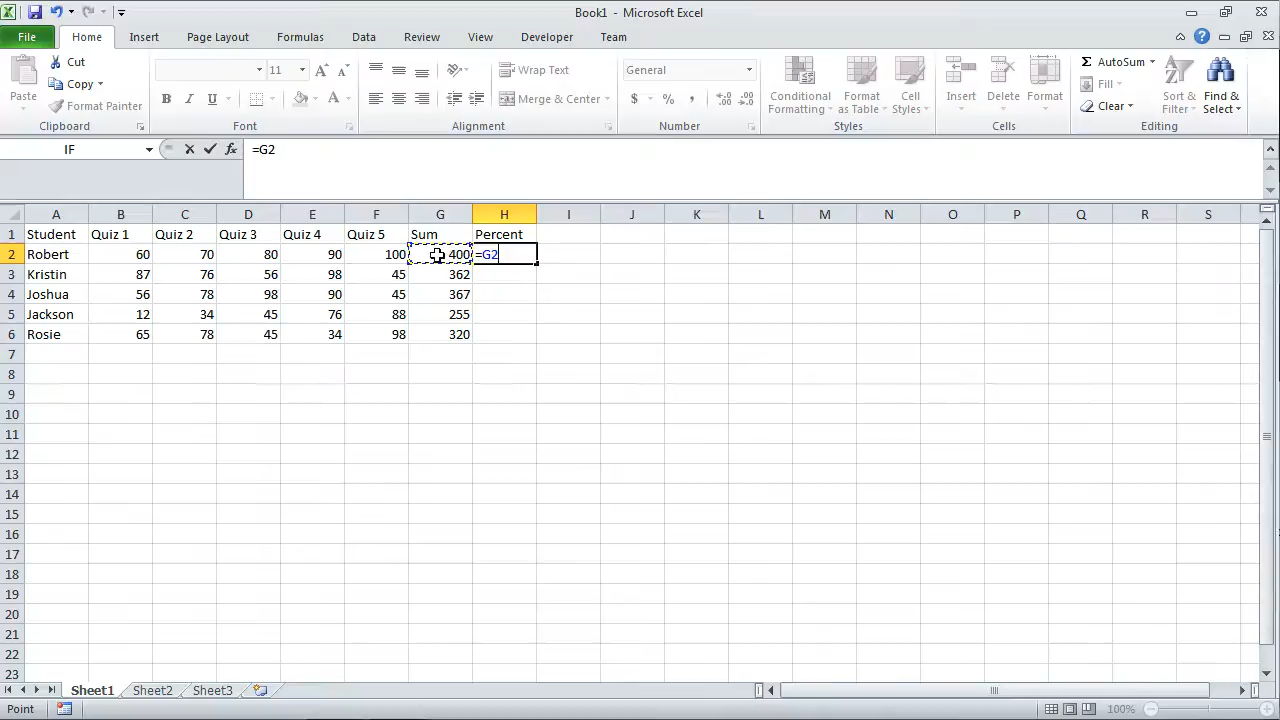 Book1 - Microsoft Excel
File Home Insert Page Layout Formulas Data Review View Developer Team
Paste Cut Copy Format Painter Clipboard
11 B I U A A A Font
Wrap Text Merge & Center Alignment
General $ % , .00 .0 Number
Conditional Formatting Format as Table Cell Styles Styles
Insert Delete Format Cells
Σ AutoSum Fill Clear Sort & Filter Find & Select Editing
IF fx =G2
A B C D E F G H I J K L M N O P Q R S
1 Student Quiz 1 Quiz 2 Quiz 3 Quiz 4 Quiz 5 Sum Percent
2 Robert 60 70 80 90 100 400 =G2
3 Kristin 87 76 56 98 45 362
4 Joshua 56 78 98 90 45 367
5 Jackson 12 34 45 76 88 255
6 Rosie 65 78 45 34 98 320
7
8
9
10
11
12
13
14
15
16
17
18
19
20
21
22
23
Sheet1 Sheet2 Sheet3
Point 100%